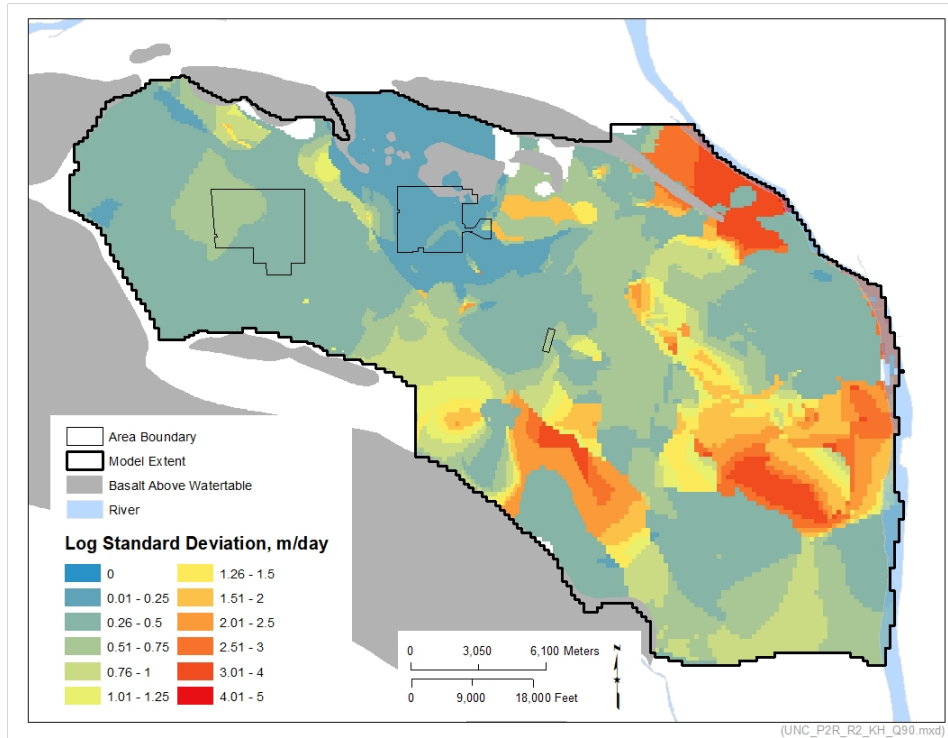 Area Boundary
Model Extent
Basalt Above Watertable
River
Log Standard Deviation, m/day
0
0.01 - 0.25
0.26 - 0.5
0.51 - 0.75
0.76 - 1
1.01 - 1.25
1.26 - 1.5
1.51 - 2
2.01 - 2.5
2.51 - 3
3.01 - 4
4.01 - 5
0 3,050 6,100 Meters
0 9,000 18,000 Feet
N
(UNC_P2R_R2_KH_Q90.mxd)